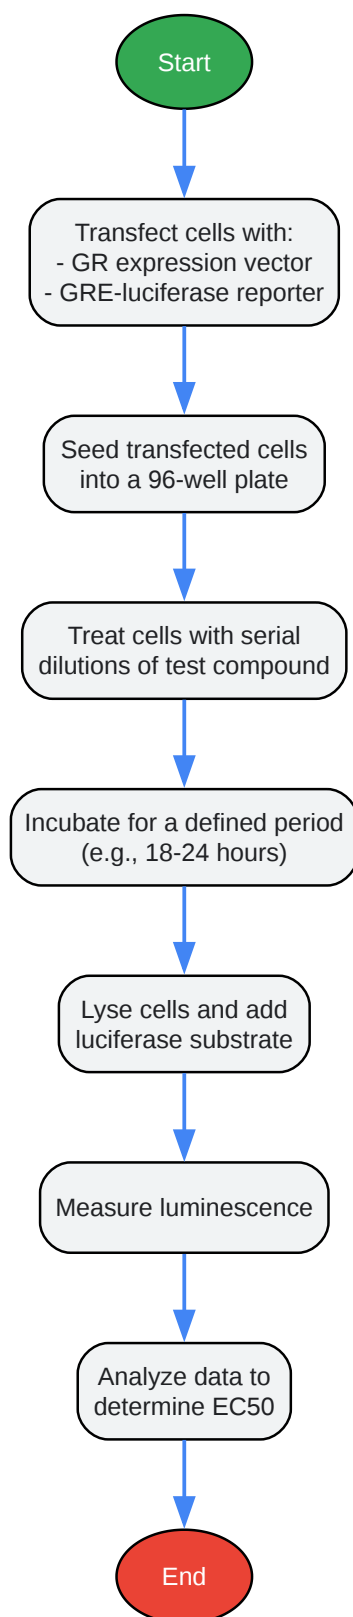 Start
Transfect cells with:
- GR expression vector
- GRE-luciferase reporter
Seed transfected cells
into a 96-well plate
Treat cells with serial
dilutions of test compound
Incubate for a defined period
(e.g., 18-24 hours)
Lyse cells and add
luciferase substrate
Measure luminescence
Analyze data to
determine EC50
End